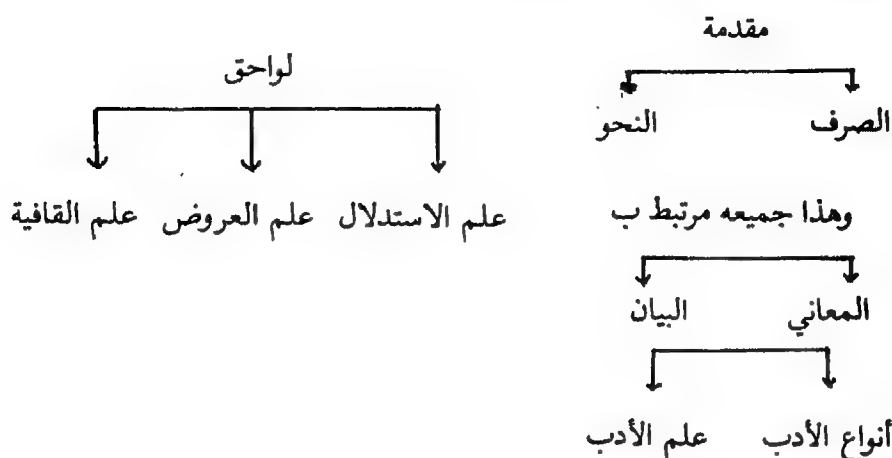 مقدمة
الصرف النحو
وهذا جميعه مرتبط ب
المعاني البيان
أنواع الأدب علم الأدب
لواحق
علم الاستدلال علم العروض علم القافية